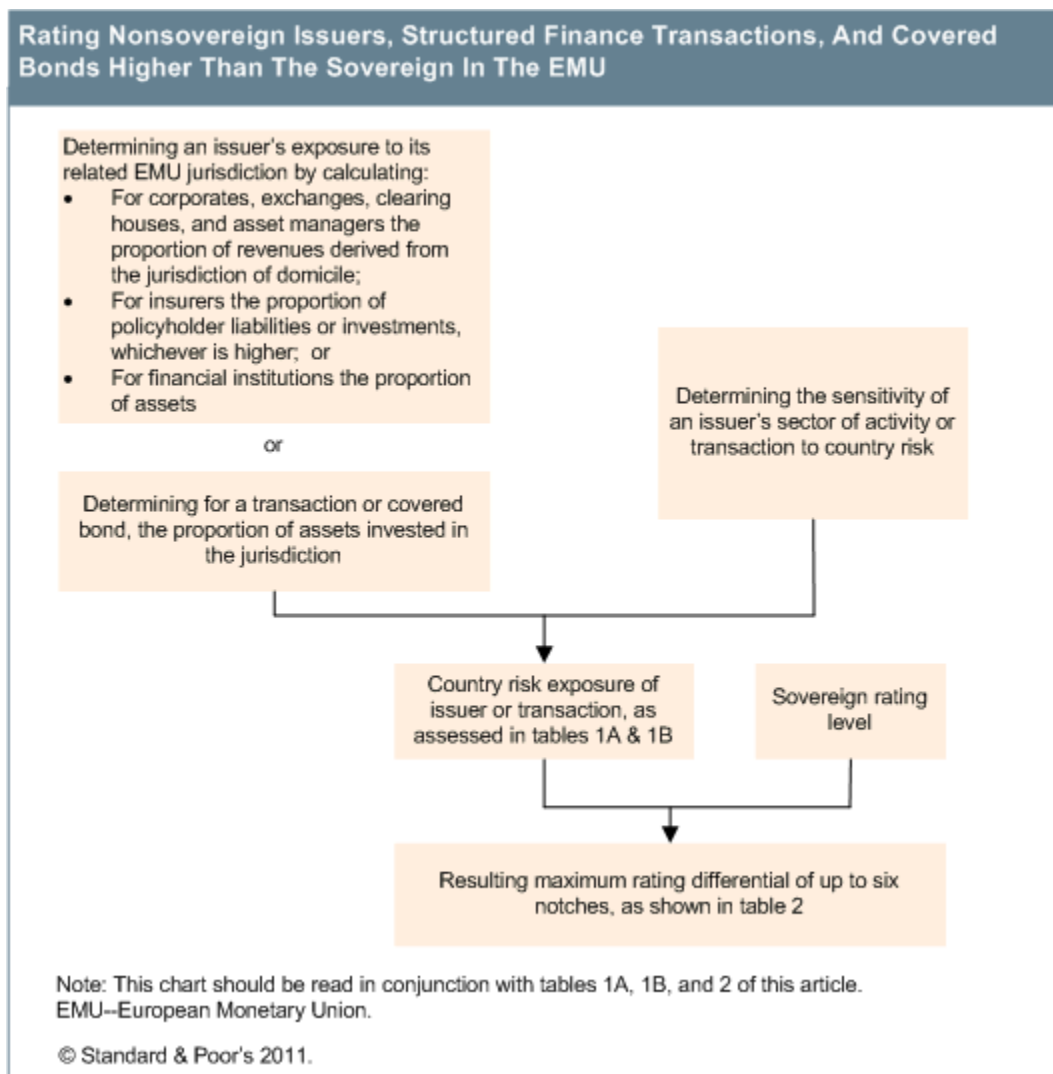 Rating Nonsovereign Issuers, Structured Finance Transactions, And Covered
Bonds Higher Than The Sovereign In The EMU
Determining an issuer's exposure to its
related EMU jurisdiction by calculating:
• For corporates, exchanges, clearing
houses, and asset managers the
proportion of revenues derived from
the jurisdiction of domicile;
• For insurers the proportion of
policyholder liabilities or investments,
whichever is higher; or
• For financial institutions the proportion
of assets
or
Determining for a transaction or covered
bond, the proportion of assets invested in
the jurisdiction
Determining the sensitivity of
an issuer's sector of activity or
transaction to country risk
Country risk exposure of
issuer or transaction, as
assessed in tables 1A & 1B
Sovereign rating
level
Resulting maximum rating differential of up to six
notches, as shown in table 2
Note: This chart should be read in conjunction with tables 1A, 1B, and 2 of this article.
EMU--European Monetary Union.
© Standard & Poor's 2011.